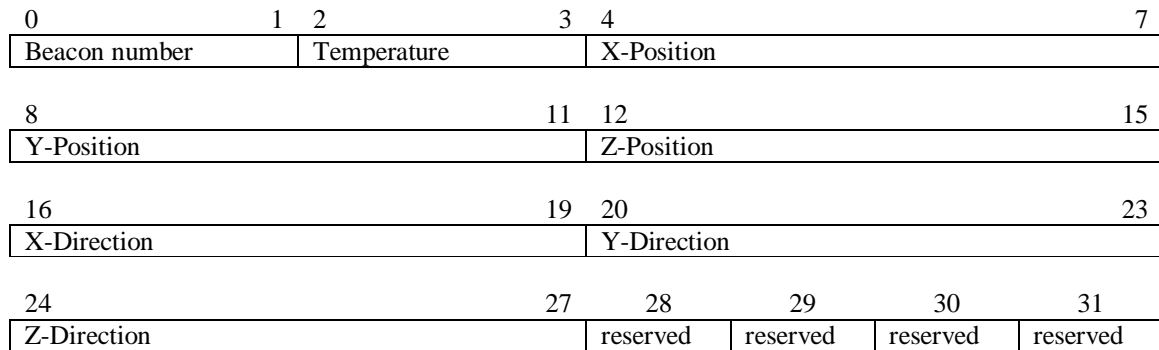 0 1 2 3 4 7
Beacon number Temperature X-Position
8 11 12 15
Y-Position Z-Position
16 19 20 23
X-Direction Y-Direction
24 27 28 29 30 31
Z-Direction reserved reserved reserved reserved